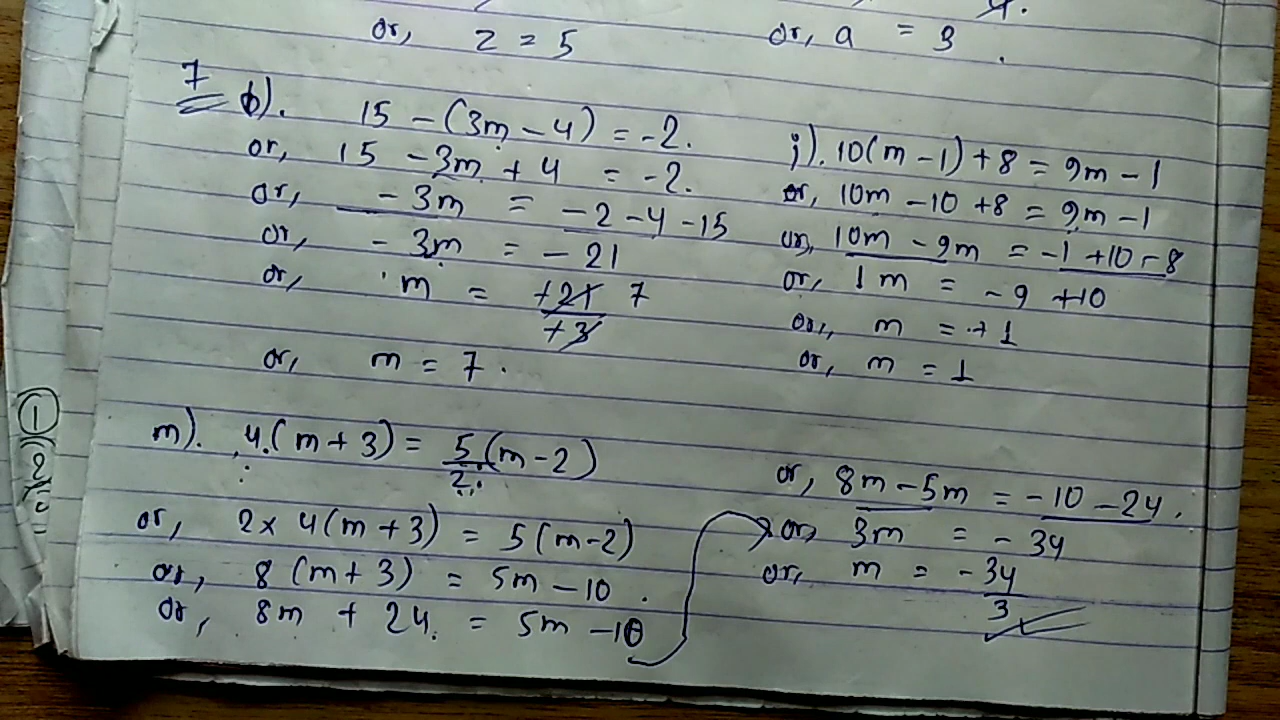 or, z = 5
or, a = 3
7 b). 15 - (3m - 4) = -2.
or, 15 - 3m + 4 = -2.
or, - 3m = -2 - 4 - 15
or, - 3m = - 21
or, m = +21 7 / +3
or, m = 7.
j). 10(m - 1) + 8 = 9m - 1
or, 10m - 10 + 8 = 9m - 1
or, 10m - 9m = -1 + 10 - 8
or, 1m = - 9 + 10
or, m = + 1
or, m = 1
m). 4(m + 3) = 5/2 (m - 2)
or, 2 × 4(m + 3) = 5(m - 2)
or, 8 (m + 3) = 5m - 10.
or, 8m + 24 = 5m - 10
or, 8m - 5m = -10 - 24.
or, 3m = - 34
or, m = -34/3